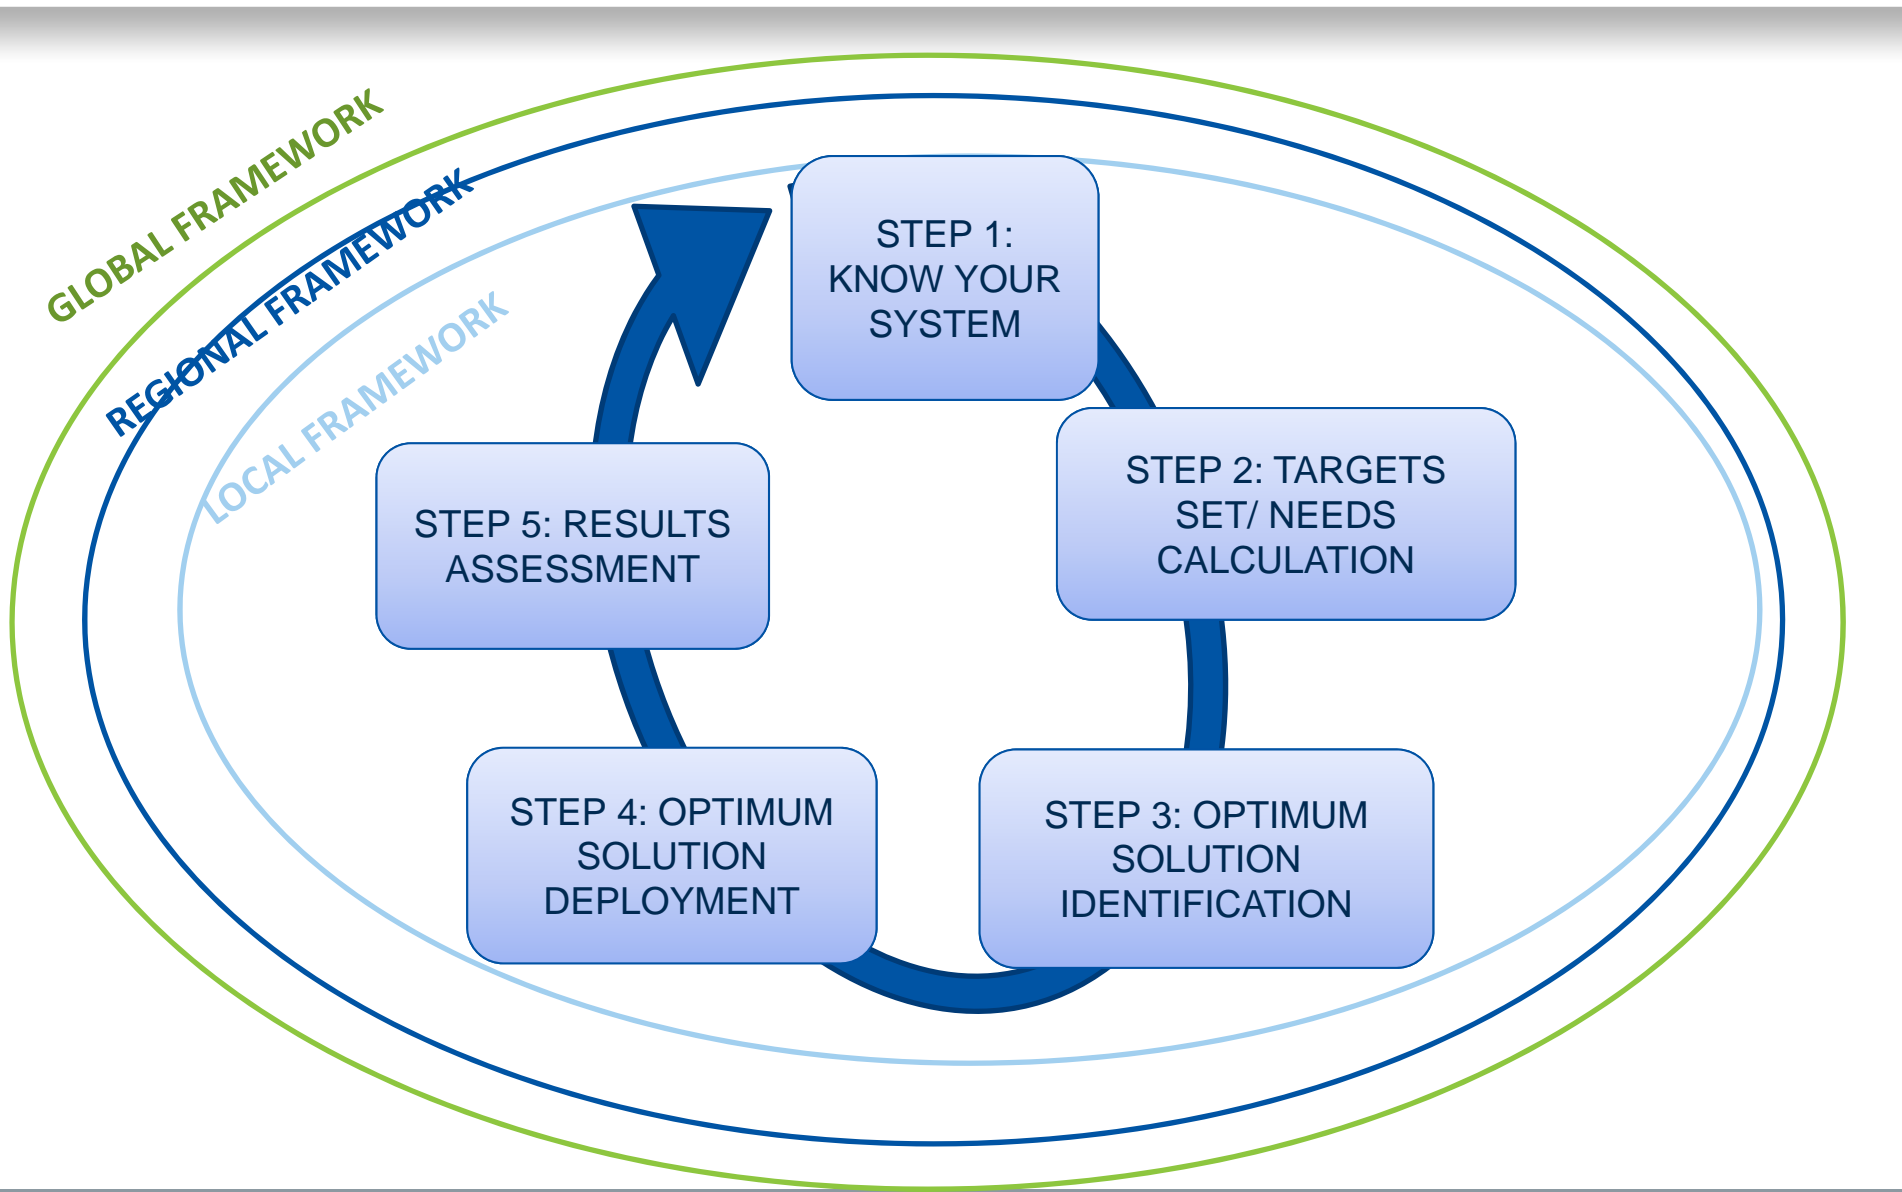 GLOBAL FRAMEWORK
REGIONAL FRAMEWORK
LOCAL FRAMEWORK
STEP 1:
KNOW YOUR
SYSTEM
STEP 2: TARGETS
SET/ NEEDS
CALCULATION
STEP 3: OPTIMUM
SOLUTION
IDENTIFICATION
STEP 4: OPTIMUM
SOLUTION
DEPLOYMENT
STEP 5: RESULTS
ASSESSMENT